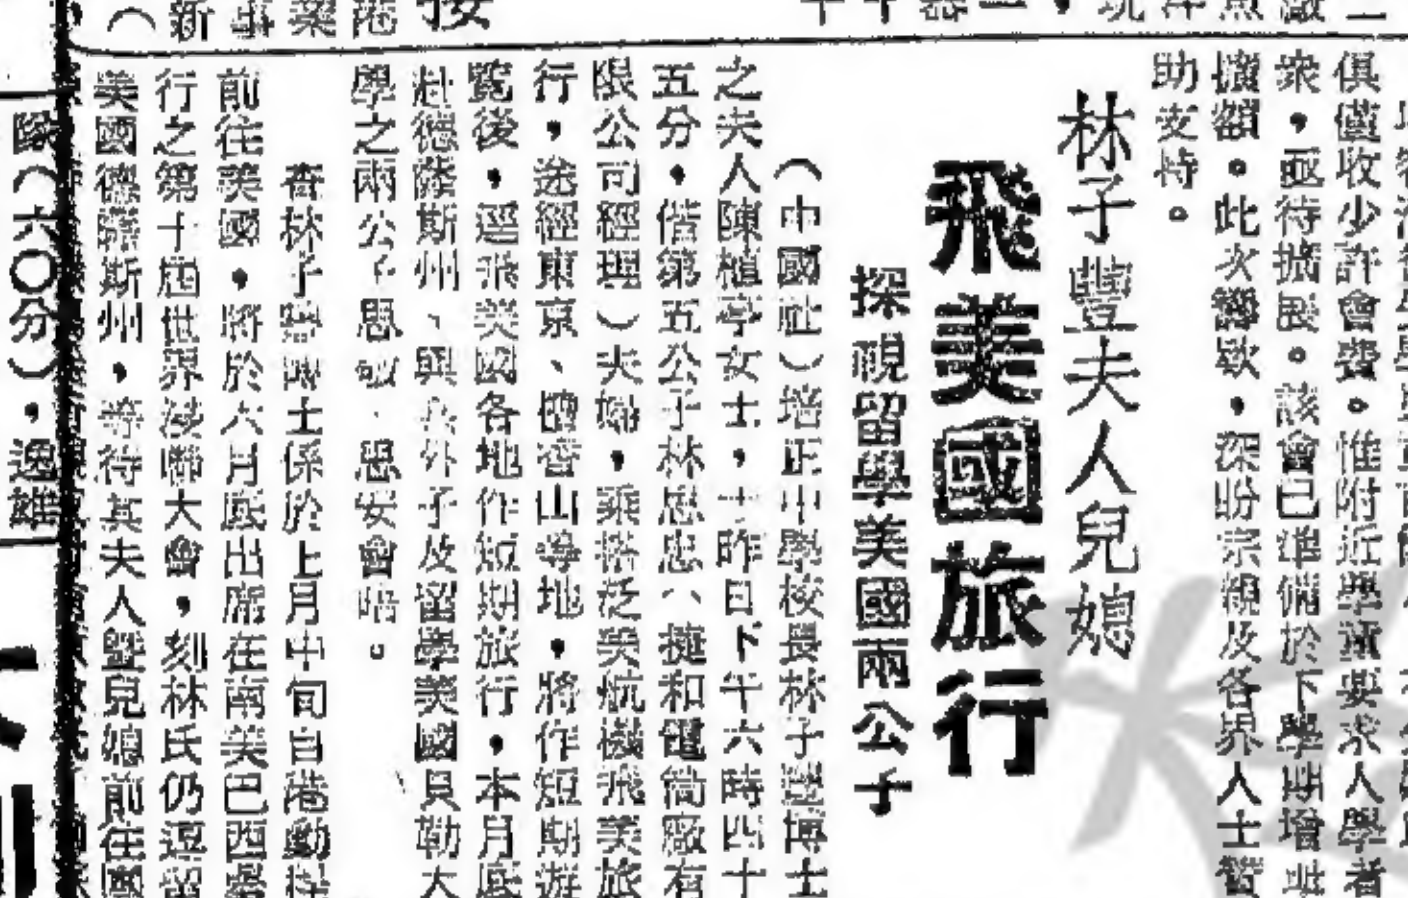 俱僅收少許會費。惟附近學童要求入學者
衆，亟待擴展。該會已準備於下學期增班
擴額。此次籌欵，深盼宗親及各界人士贊
助支持。
林子豐夫人兒媳
飛美國旅行
探視留學美國兩公子
（中國社）培正中學校長林子豐博士
之夫人陳植亭女士，昨日下午六時四十
五分，偕第五公子林思忠（捷和電筒廠有
限公司經理）夫婦，乘搭泛美航機飛美旅
行，途經東京、檀香山等地，將作短期遊
覽後，逕飛美國各地作短期旅行，本月底
赴德薩斯州、與其外子及留學美國貝勒大
學之兩公子思敏、思安會晤。
查林子豐博士係於上月中旬自港動程
前往美國，將於六月底出席在南美巴西舉
行之第十屆世界浸聯大會，刻林氏仍逗留
美國德薩斯州，等待其夫人曁兒媳前往團
隊（六〇分），逸雄